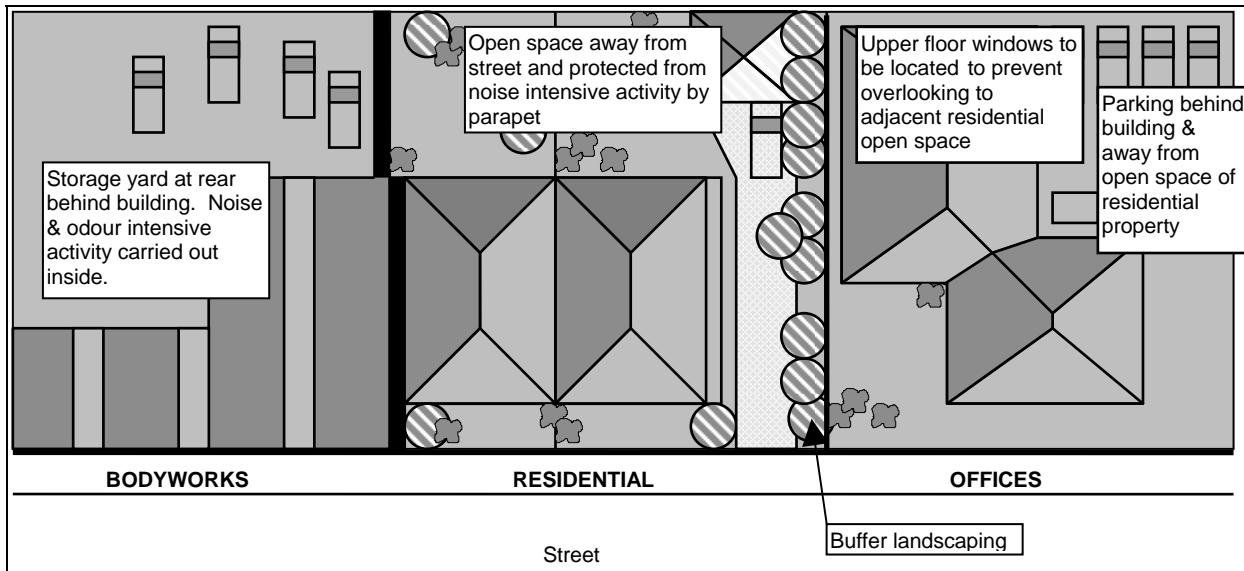 Open space away from
street and protected from
noise intensive activity by
parapet
Upper floor windows to
be located to prevent
overlooking to
adjacent residential
open space
Parking behind
building &
away from
open space of
residential
property
Storage yard at rear
behind building. Noise
& odour intensive
activity carried out
inside.
BODYWORKS
RESIDENTIAL
OFFICES
Buffer landscaping
Street